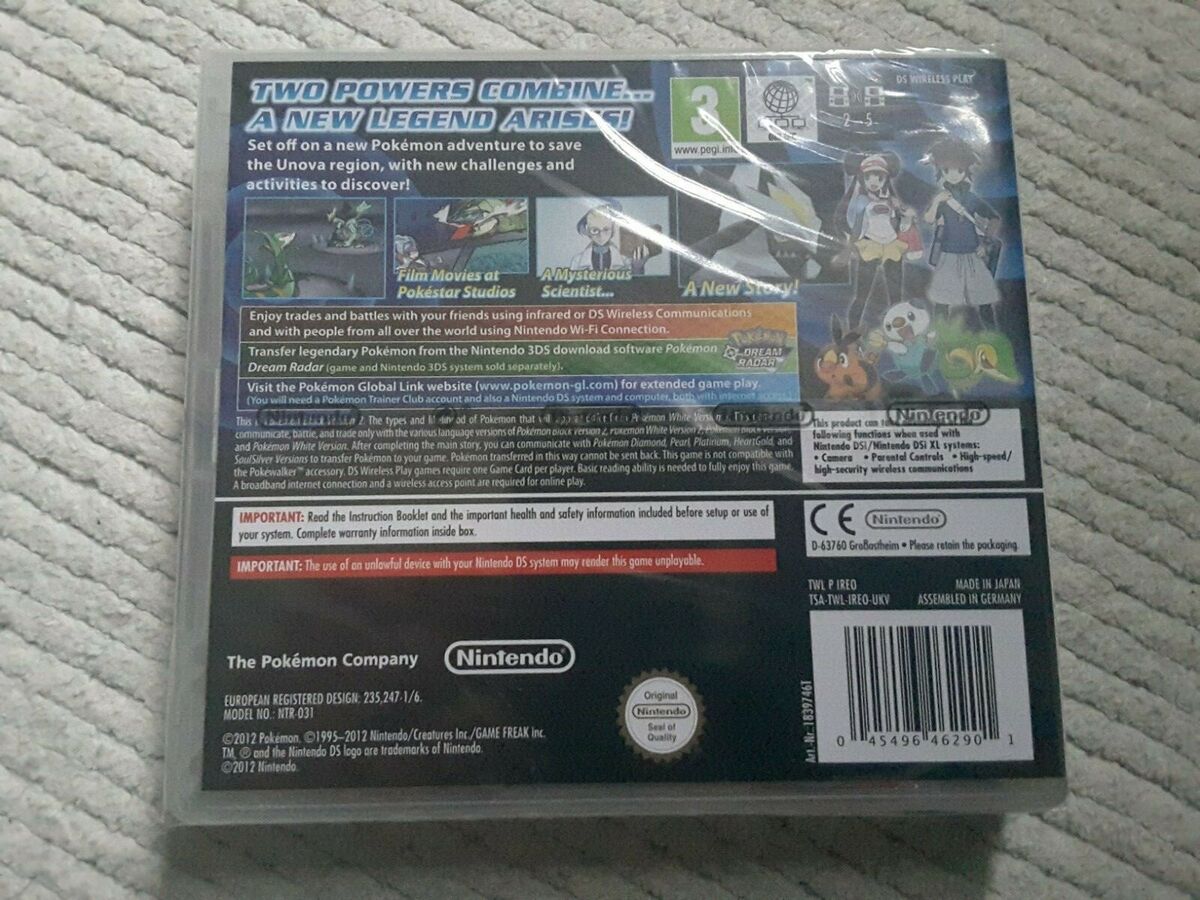 TWO POWERS COMBINE...
A NEW LEGEND ARISES!
Set off on a new Pokémon adventure to save
the Unova region, with new challenges and
activities to discover!
3
www.pegi.info
DS WIRELESS PLAY
2-5
Film Movies at
Pokéstar Studios
A Mysterious
Scientist...
A New Story!
Enjoy trades and battles with your friends using infrared or DS Wireless Communications
and with people from all over the world using Nintendo Wi-Fi Connection.
Transfer legendary Pokémon from the Nintendo 3DS download software Pokémon
Dream Radar (game and Nintendo 3DS system sold separately).
Pokémon
DREAM
RADAR
Visit the Pokémon Global Link website (www.pokemon-gl.com) for extended game play.
(You will need a Pokémon Trainer Club account and also a Nintendo DS system and computer, both with internet access)
Nintendo
Nintendo
This
communicate, battle, and trade only with the various language versions of Pokémon Black Version 2, Pokémon White Version 2, Pokémon Black Version
and Pokémon White Version. After completing the main story, you can communicate with Pokémon Diamond, Pearl, Platinum, HeartGold, and
SoulSilver Versions to transfer Pokémon to your Game. Pokémon transferred in this way cannot be sent back. This game is not compatible with
the Pokéwalker™ accessory. DS Wireless Play games require one Game Card per player. Basic reading ability is needed to fully enjoy this game.
A broadband internet connection and a wireless access point are required for online play.
This product can
following functions when used with
Nintendo DSi/Nintendo DSi XL systems:
• Camera • Parental Controls • High-speed/
high-security wireless communications
IMPORTANT: Read the Instruction Booklet and the important health and safety information included before setup or use of
your system. Complete warranty information inside box.
IMPORTANT: The use of an unlawful device with your Nintendo DS system may render this game unplayable.
CE Nintendo
D-63760 Großostheim • Please retain the packaging.
TWL P IREO MADE IN JAPAN
TSA-TWL-IREO-UKV ASSEMBLED IN GERMANY
The Pokémon Company Nintendo
EUROPEAN REGISTERED DESIGN: 235,247-1/6.
MODEL NO.: NTR-031
©2012 Pokémon. ©1995–2012 Nintendo/Creatures Inc./GAME FREAK inc.
TM, ® and the Nintendo DS logo are trademarks of Nintendo.
©2012 Nintendo.
Original
Nintendo
Seal of
Quality
Art.-Nr. 18397461
0 45496 46290 1